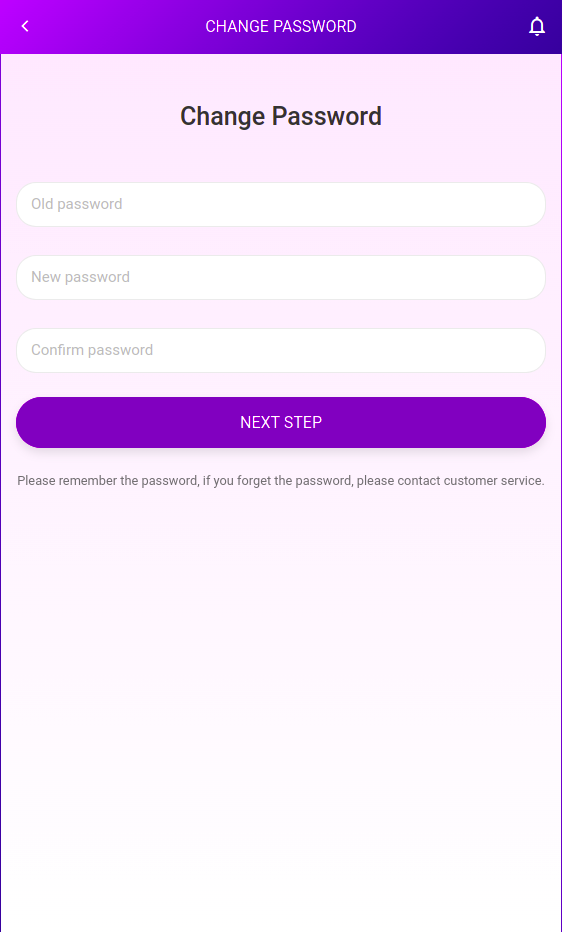 CHANGE PASSWORD
Change Password
Old password
New password
Confirm password
NEXT STEP
Please remember the password, if you forget the password, please contact customer service.